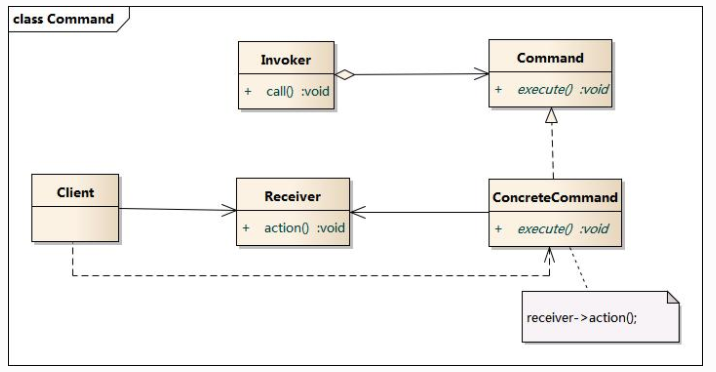 class Command
Invoker
+ call() :void
Command
+ execute() :void
Client
Receiver
+ action() :void
ConcreteCommand
+ execute() :void
receiver->action();